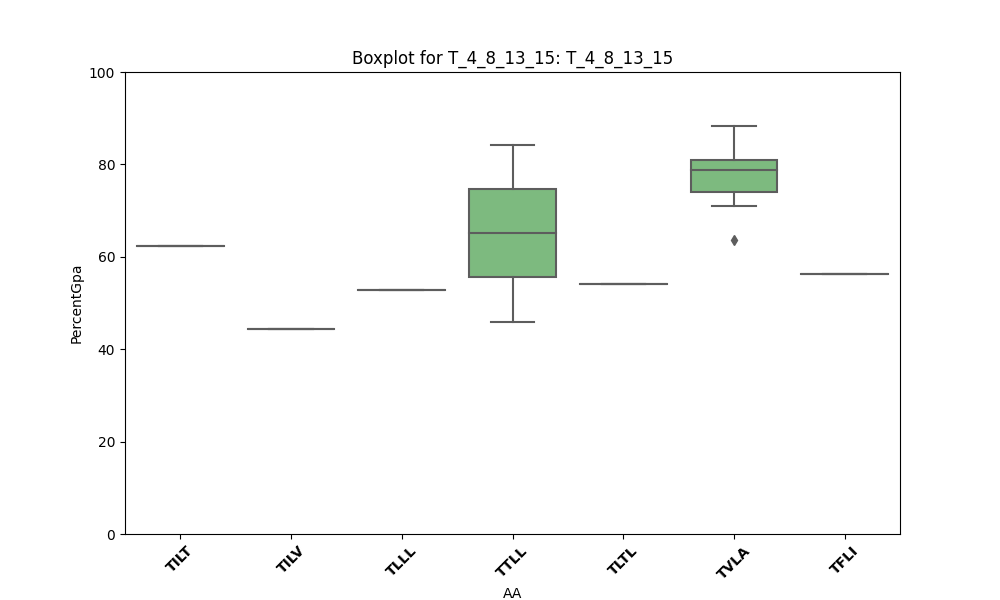 Boxplot for T_4_8_13_15: T_4_8_13_15
PercentGpa
100
80
60
40
20
0
TILT
TILV
TLLL
TTLL
TLTL
TVLA
TFLI
AA